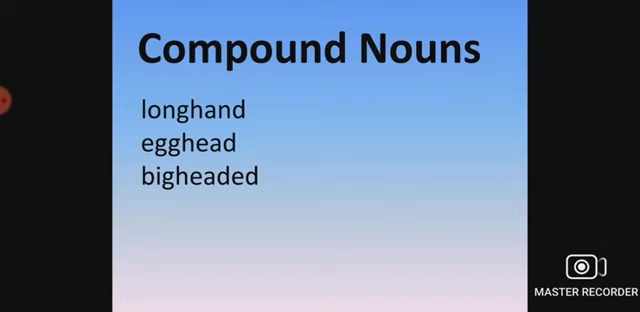 Compound Nouns
longhand
egghead
bigheaded
MASTER RECORDER